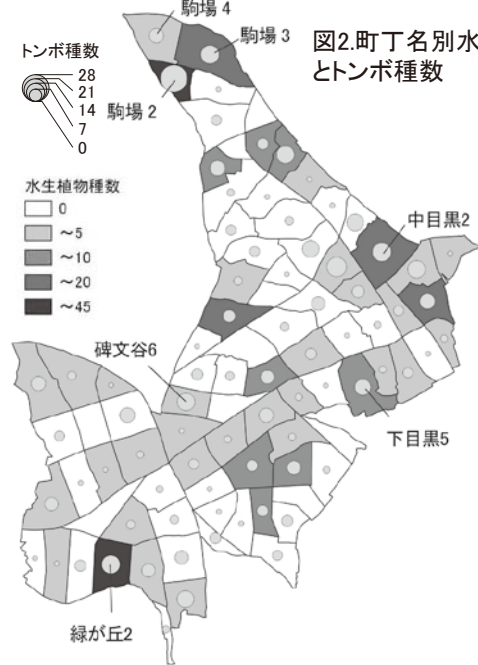 駒場 4
駒場 3
図2.町丁名別水
とトンボ種数
トンボ種数
28
21
14
7
0
駒場 2
水生植物種数
0
～5
～10
～20
～45
中目黒2
碑文谷6
下目黒5
緑が丘2